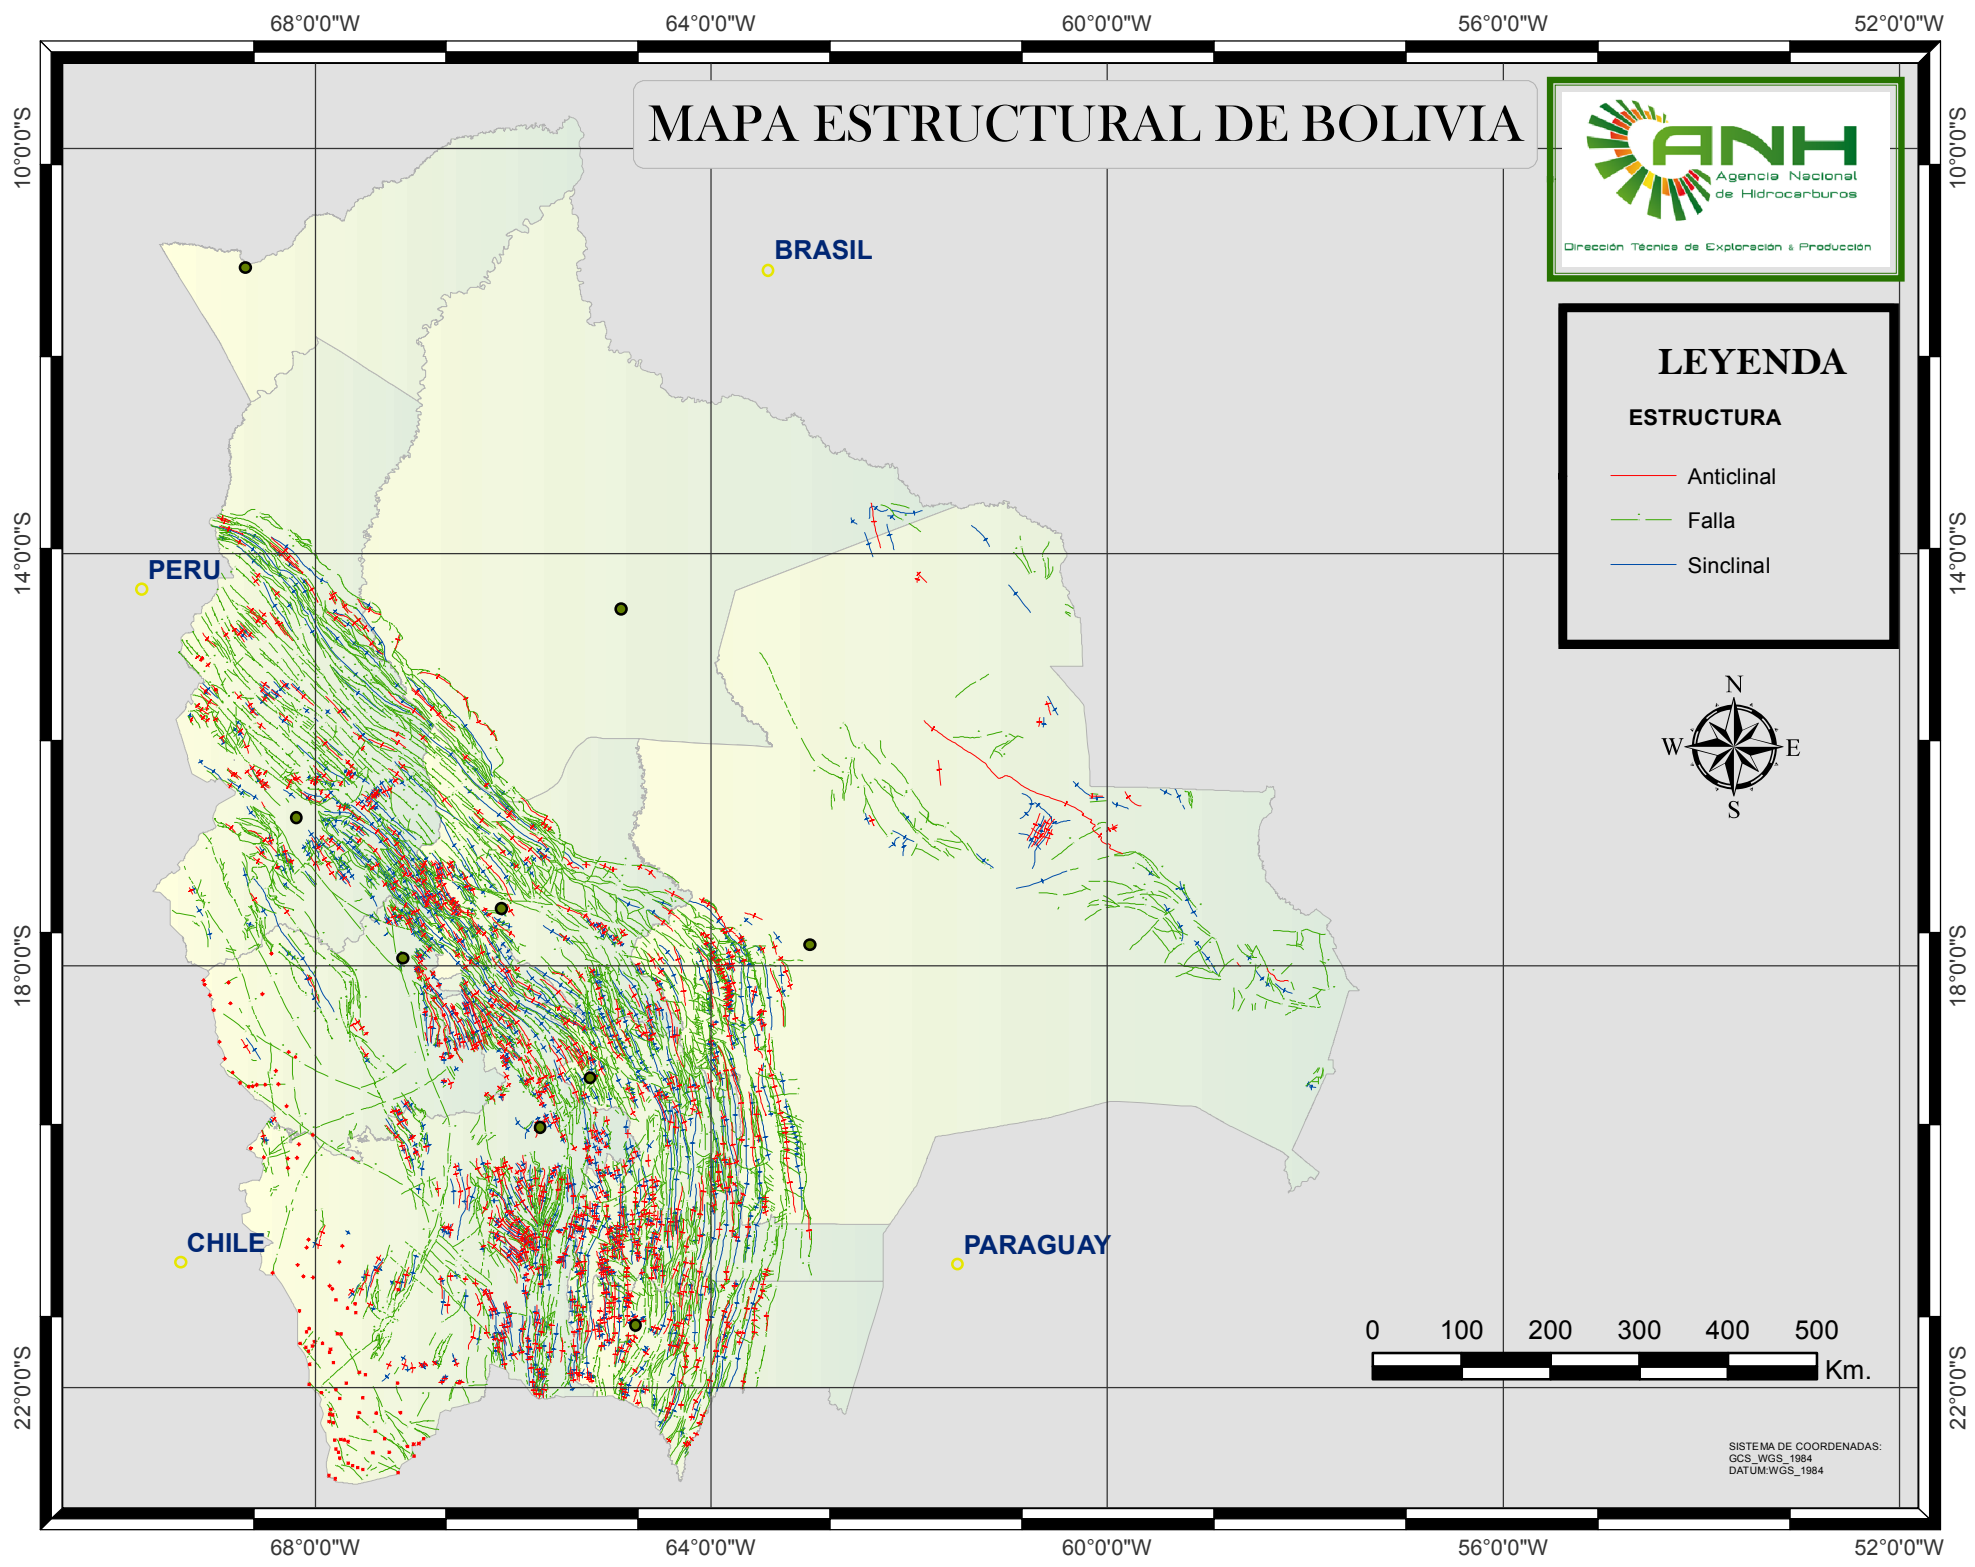 68°0'0"W
64°0'0"W
60°0'0"W
56°0'0"W
52°0'0"W
MAPA ESTRUCTURAL DE BOLIVIA
ANH
Agencia Nacional
de Hidrocarburos
Dirección Técnica de Exploración & Producción
10°0'0"S
10°0'0"S
BRASIL
LEYENDA
ESTRUCTURA
Anticlinal
Falla
Sinclinal
14°0'0"S
14°0'0"S
PERU
N
W
E
S
18°0'0"S
18°0'0"S
CHILE
PARAGUAY
0 100 200 300 400 500
Km.
22°0'0"S
22°0'0"S
SISTEMA DE COORDENADAS:
GCS_WGS_1984
DATUM:WGS_1984
68°0'0"W
64°0'0"W
60°0'0"W
56°0'0"W
52°0'0"W